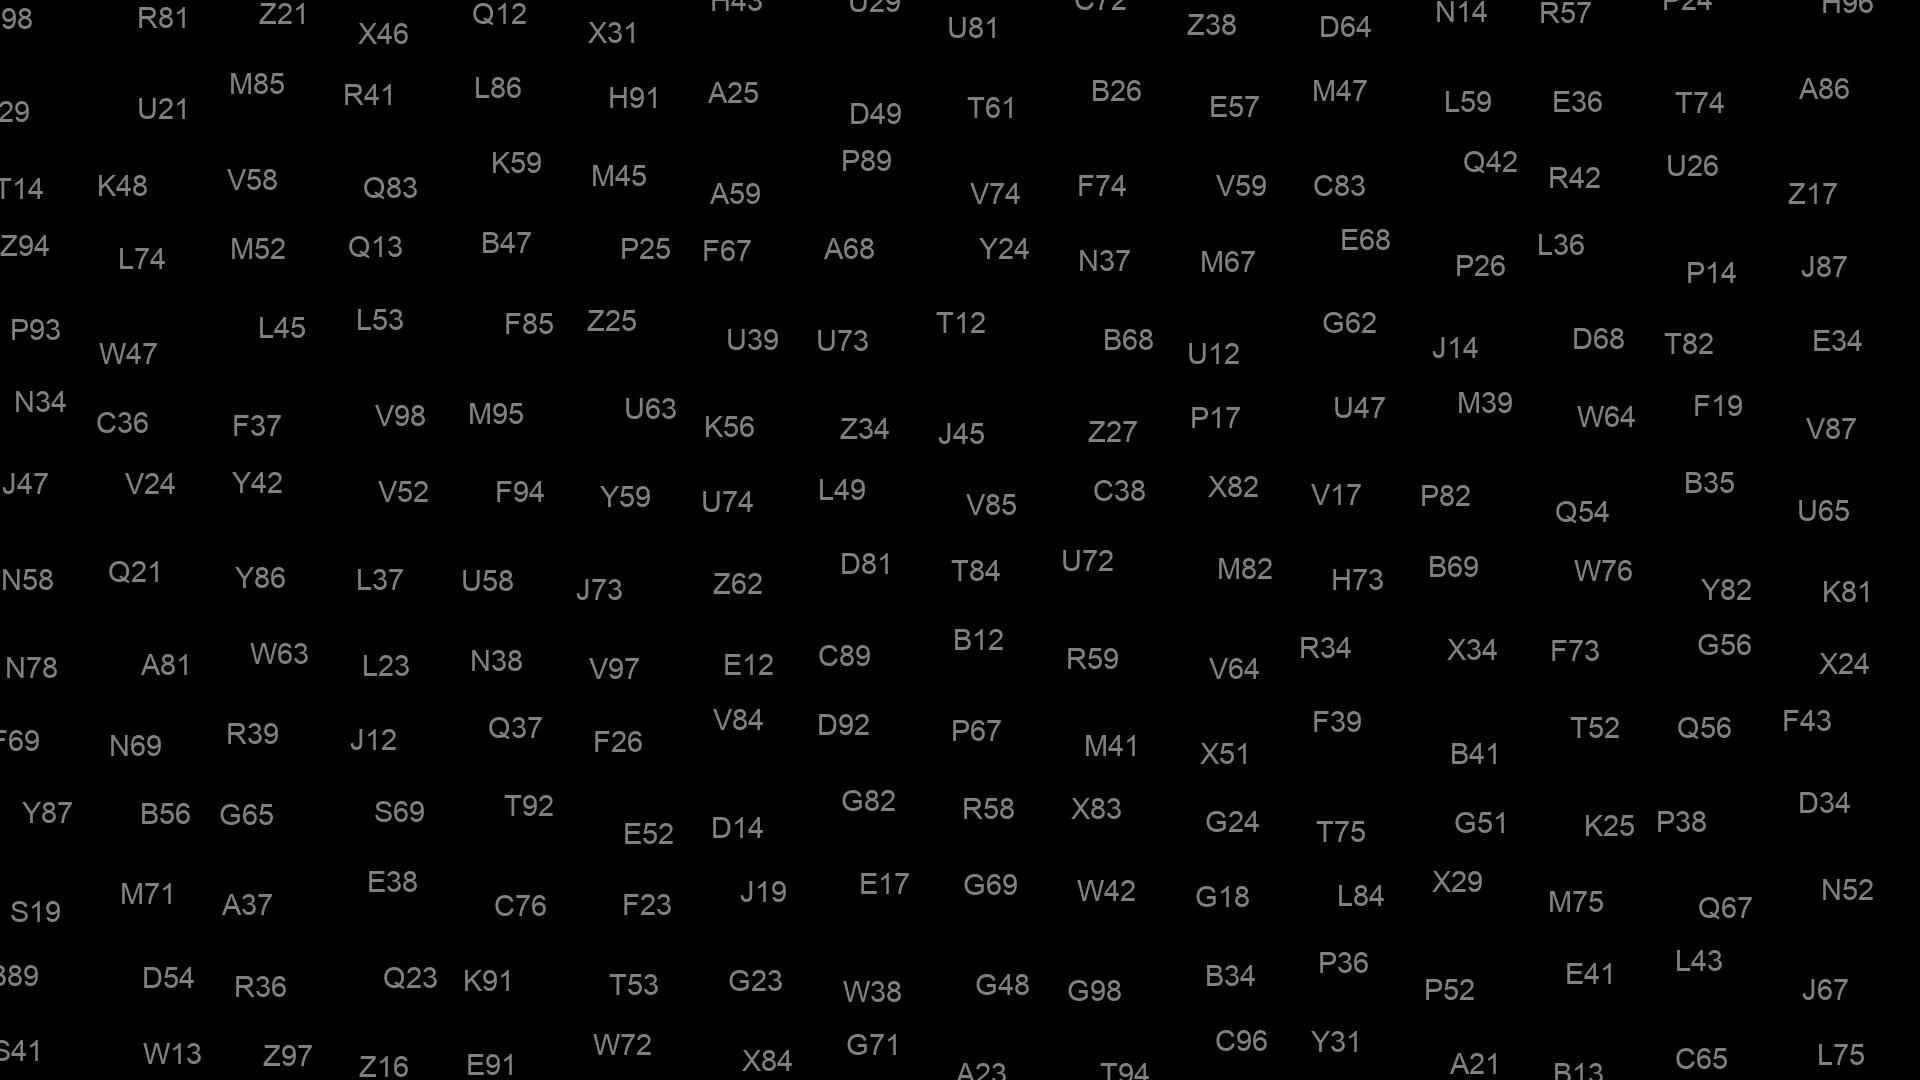 98 R81 Z21 X46 Q12 X31 H43 U29 U81 C72 Z38 D64 N14 R57 P24 H96
29 U21 M85 R41 L86 H91 A25 D49 T61 B26 E57 M47 L59 E36 T74 A86
T14 K48 V58 Q83 K59 M45 A59 P89 V74 F74 V59 C83 Q42 R42 U26 Z17
Z94 L74 M52 Q13 B47 P25 F67 A68 Y24 N37 M67 E68 P26 L36 P14 J87
P93 W47 L45 L53 F85 Z25 U39 U73 T12 B68 U12 G62 J14 D68 T82 E34
N34 C36 F37 V98 M95 U63 K56 Z34 J45 Z27 P17 U47 M39 W64 F19 V87
J47 V24 Y42 V52 F94 Y59 U74 L49 V85 C38 X82 V17 P82 Q54 B35 U65
N58 Q21 Y86 L37 U58 J73 Z62 D81 T84 U72 M82 H73 B69 W76 Y82 K81
N78 A81 W63 L23 N38 V97 E12 C89 B12 R59 V64 R34 X34 F73 G56 X24
F69 N69 R39 J12 Q37 F26 V84 D92 P67 M41 X51 F39 B41 T52 Q56 F43
Y87 B56 G65 S69 T92 E52 D14 G82 R58 X83 G24 T75 G51 K25 P38 D34
S19 M71 A37 E38 C76 F23 J19 E17 G69 W42 G18 L84 X29 M75 Q67 N52
B89 D54 R36 Q23 K91 T53 G23 W38 G48 G98 B34 P36 P52 E41 L43 J67
S41 W13 Z97 Z16 E91 W72 X84 G71 A23 T94 C96 Y31 A21 B13 C65 L75